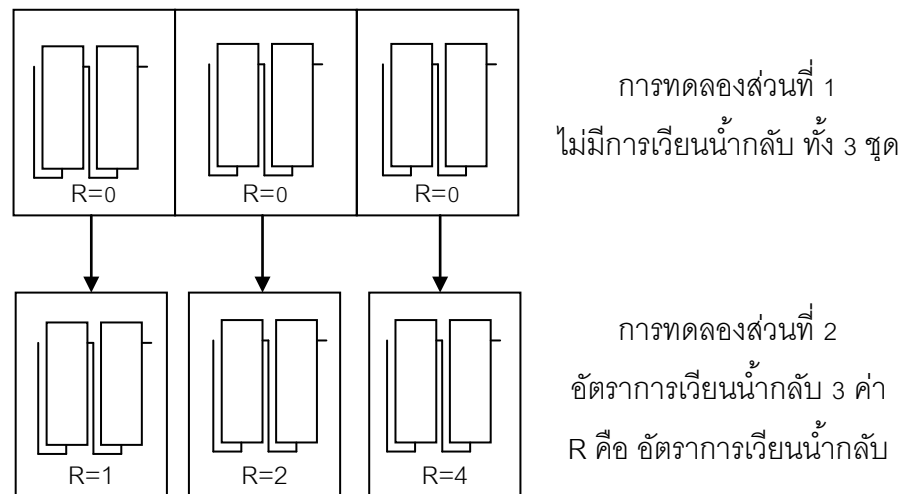 R=0 R=0 R=0
การทดลองส่วนที่ 1
ไม่มีการเวียนน้ำกลับ ทั้ง 3 ชุด
R=1 R=2 R=4
การทดลองส่วนที่ 2
อัตราการเวียนน้ำกลับ 3 ค่า
R คือ อัตราการเวียนน้ำกลับ